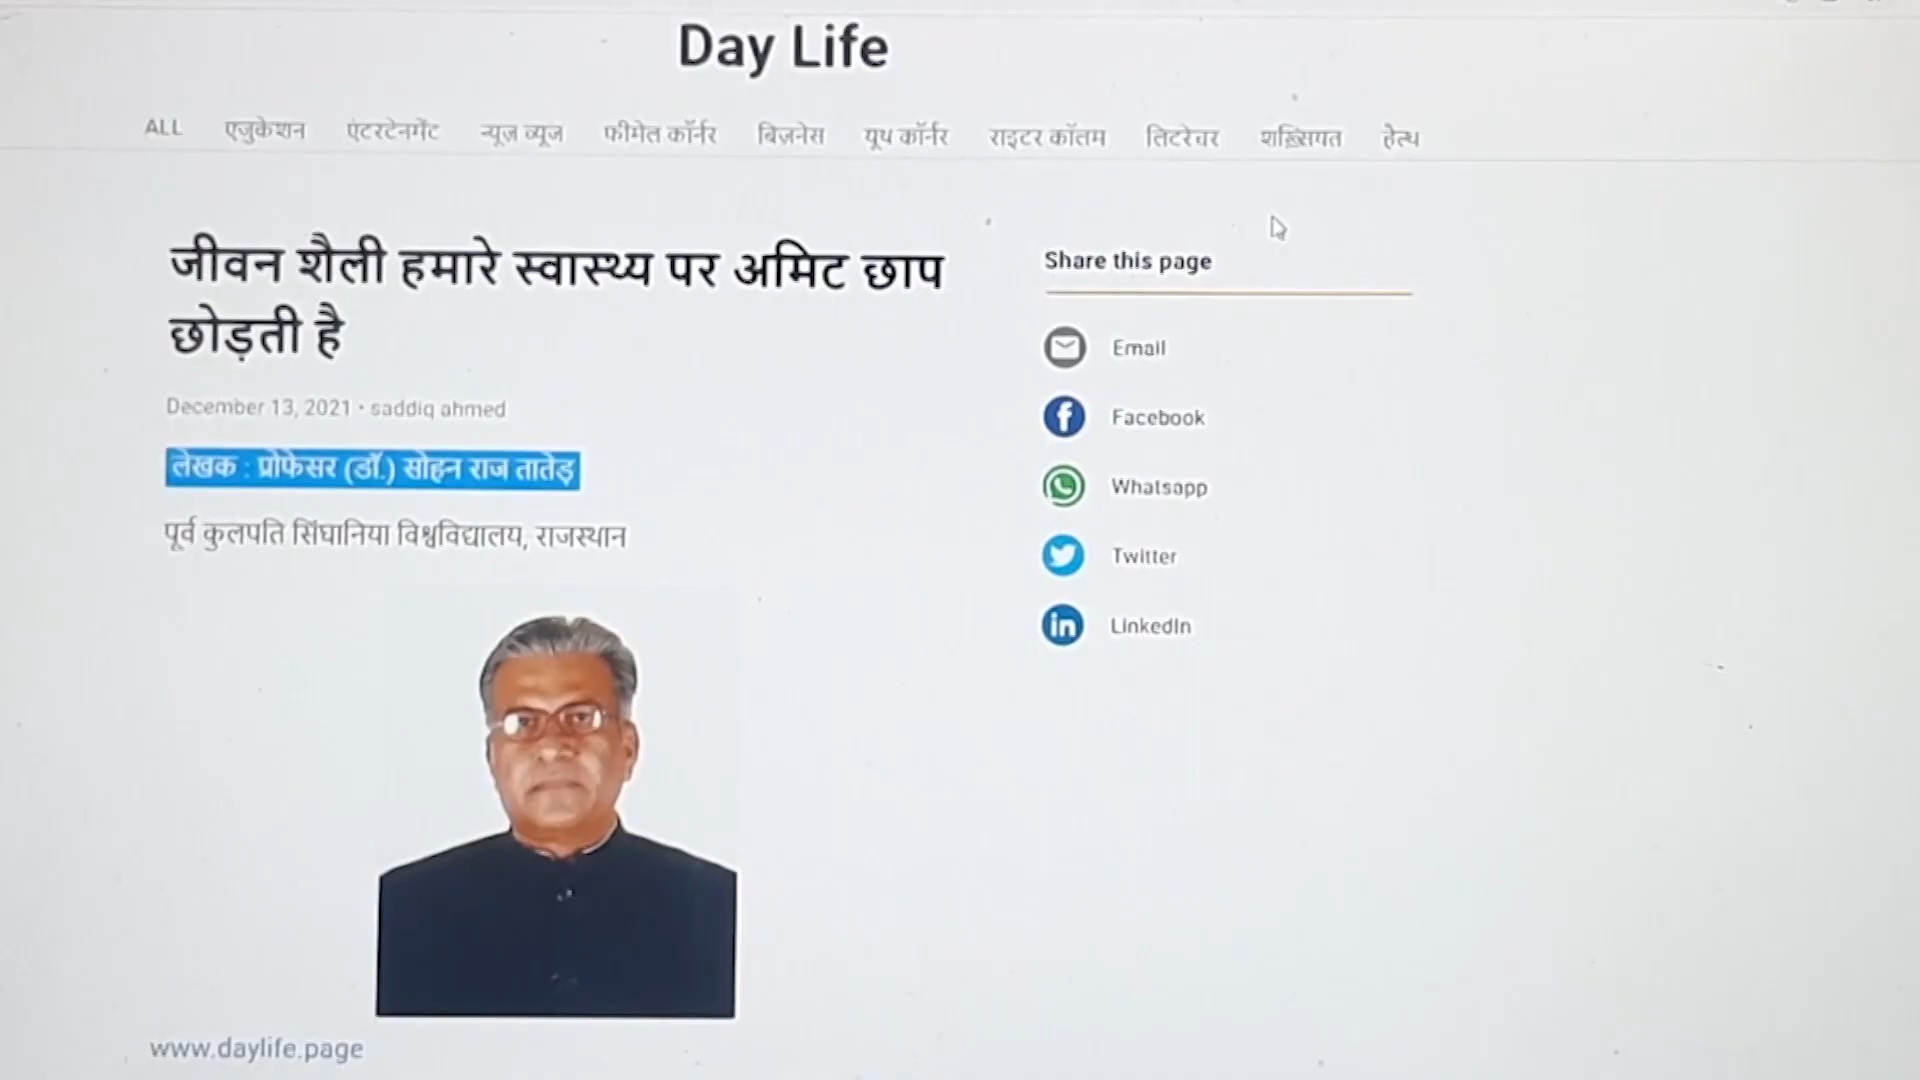 Day Life
ALL एजुकेशन एंटरटेनमेंट न्यूज़ व्यूज़ फीमेल कॉर्नर बिज़नेस यूथ कॉर्नर राइटर कॉलम लिटरेचर शख़्सियत हेल्थ
जीवन शैली हमारे स्वास्थ्य पर अमिट छाप
छोड़ती है
December 13, 2021 • saddiq ahmed
लेखक : प्रोफेसर (डॉ.) सोहन राज तातेड़
पूर्व कुलपति सिंघानिया विश्वविद्यालय, राजस्थान
www.daylife.page
Share this page
Email
Facebook
Whatsapp
Twitter
LinkedIn